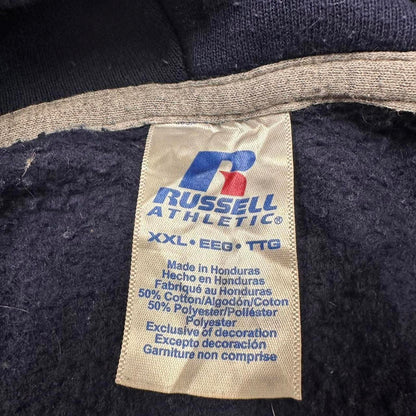 R
RUSSELL
ATHLETIC®
XXL • EEG • TTG
Made in Honduras
Hecho en Honduras
Fabriqué au Honduras
50% Cotton/Algodón/Coton
50% Polyester/Poliéster
Polyester
Exclusive of decoration
Excepto decoración
Garniture non comprise